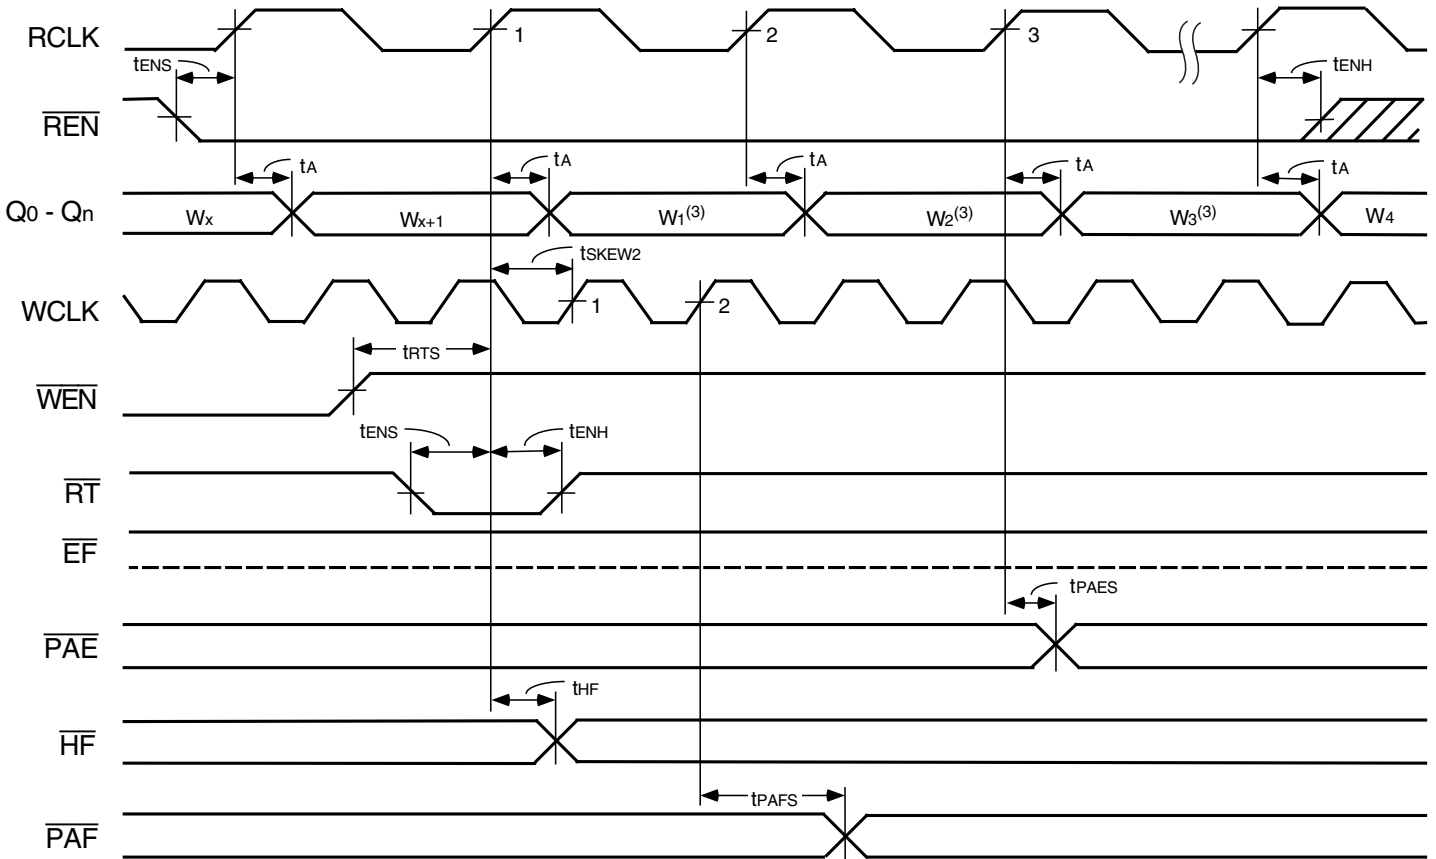 RCLK 1 2 3
tENS tENH
REN
tA tA tA tA tA
Q0 - Qn Wx Wx+1 W1(3) W2(3) W3(3) W4
tSKEW2
WCLK 1 2
tRTS
WEN
tENS tENH
RT
EF
tPAES
PAE
tHF
HF
tPAFS
PAF